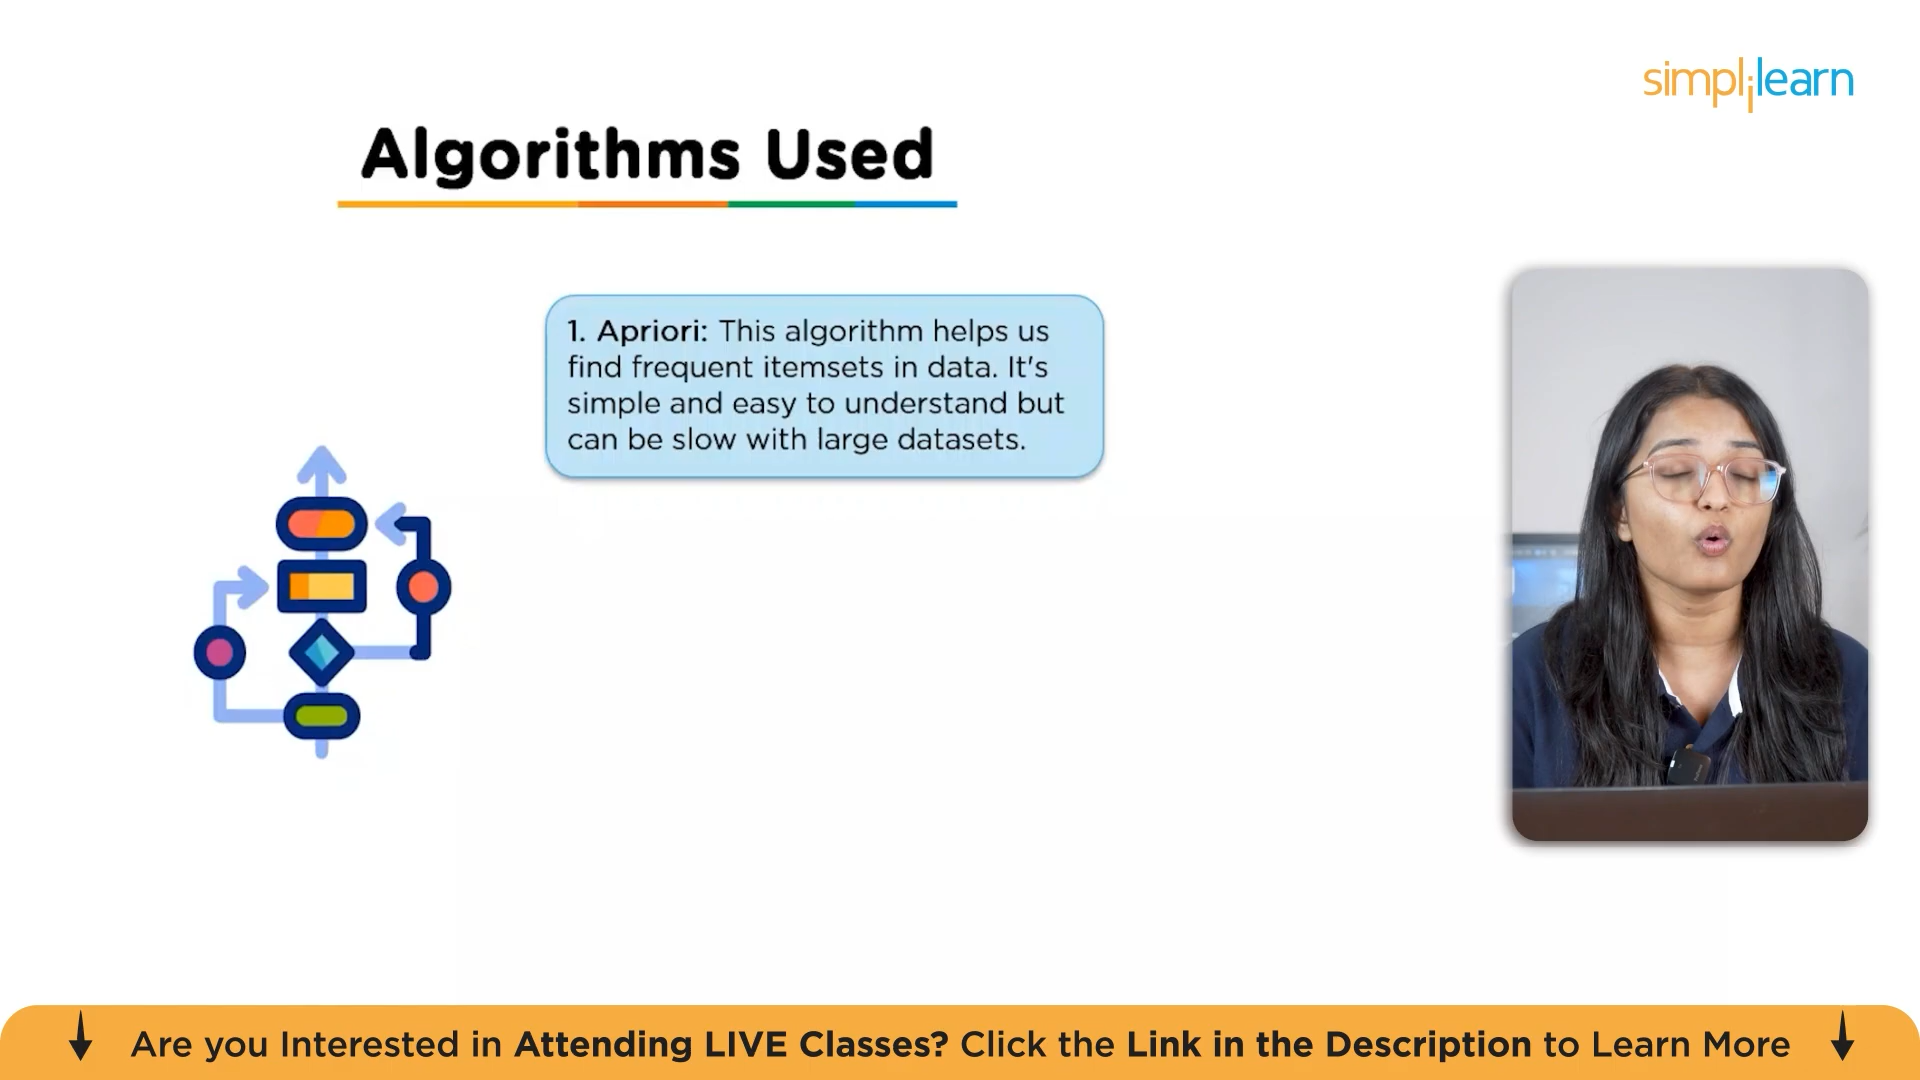 simplilearn
Algorithms Used
1. Apriori: This algorithm helps us
find frequent itemsets in data. It's
simple and easy to understand but
can be slow with large datasets.
Are you Interested in Attending LIVE Classes? Click the Link in the Description to Learn More